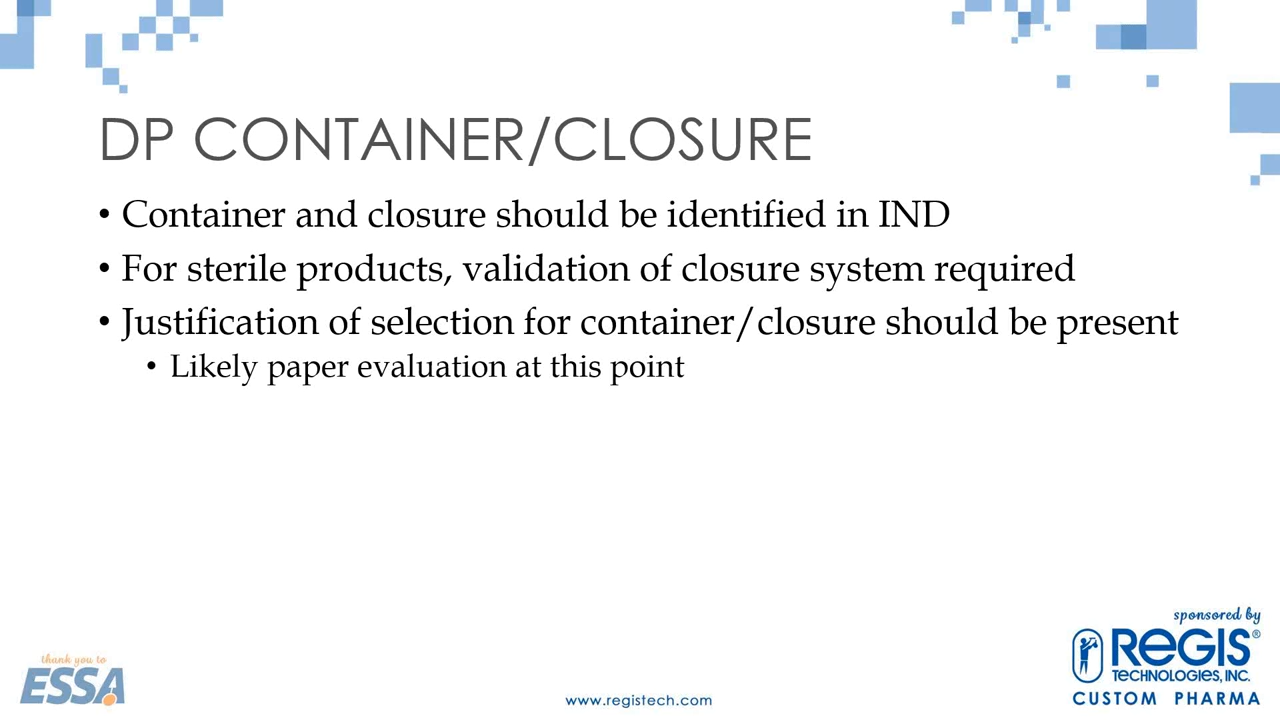 DP CONTAINER/CLOSURE
• Container and closure should be identified in IND
• For sterile products, validation of closure system required
• Justification of selection for container/closure should be present
• Likely paper evaluation at this point
thank you to
ESSA
www.registech.com
sponsored by
REGIS®
TECHNOLOGIES, INC.
CUSTOM PHARMA